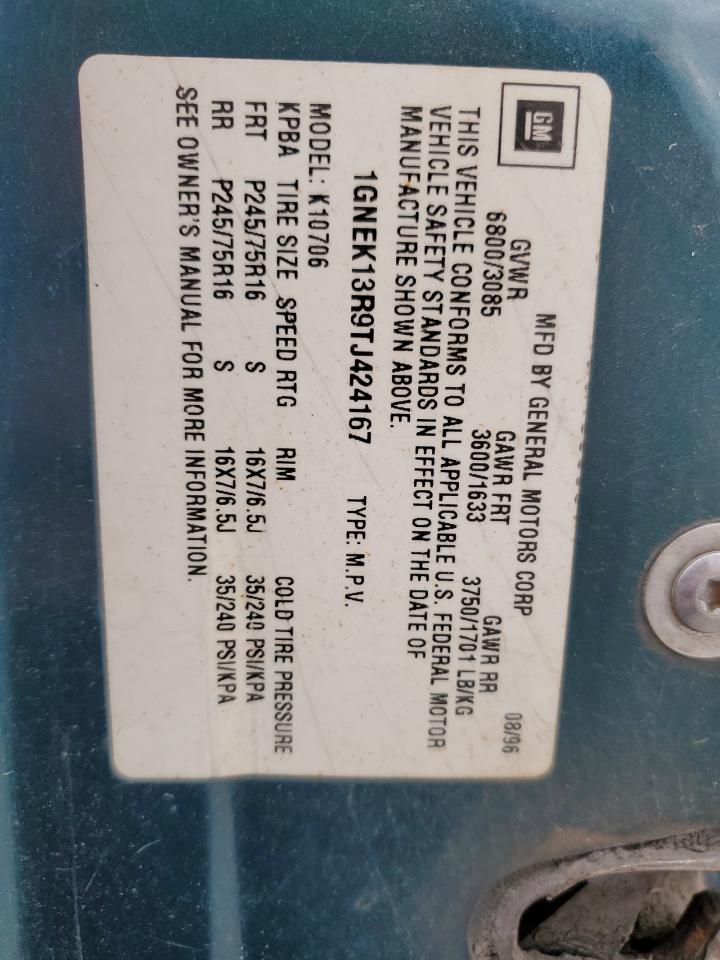 GM
MFD BY GENERAL MOTORS CORP 08/96
GVWR GAWR FRT GAWR RR
6800/3085 3600/1633 3750/1701 LB/KG
THIS VEHICLE CONFORMS TO ALL APPLICABLE U.S. FEDERAL MOTOR
VEHICLE SAFETY STANDARDS IN EFFECT ON THE DATE OF
MANUFACTURE SHOWN ABOVE.
1GNEK13R9TJ424167 TYPE: M.P.V.
MODEL: K10706
KPBA TIRE SIZE SPEED RTG RIM COLD TIRE PRESSURE
FRT P245/75R16 S 16X7/6.5J 35/240 PSI/KPA
RR P245/75R16 S 16X7/6.5J 35/240 PSI/KPA
SEE OWNER'S MANUAL FOR MORE INFORMATION.